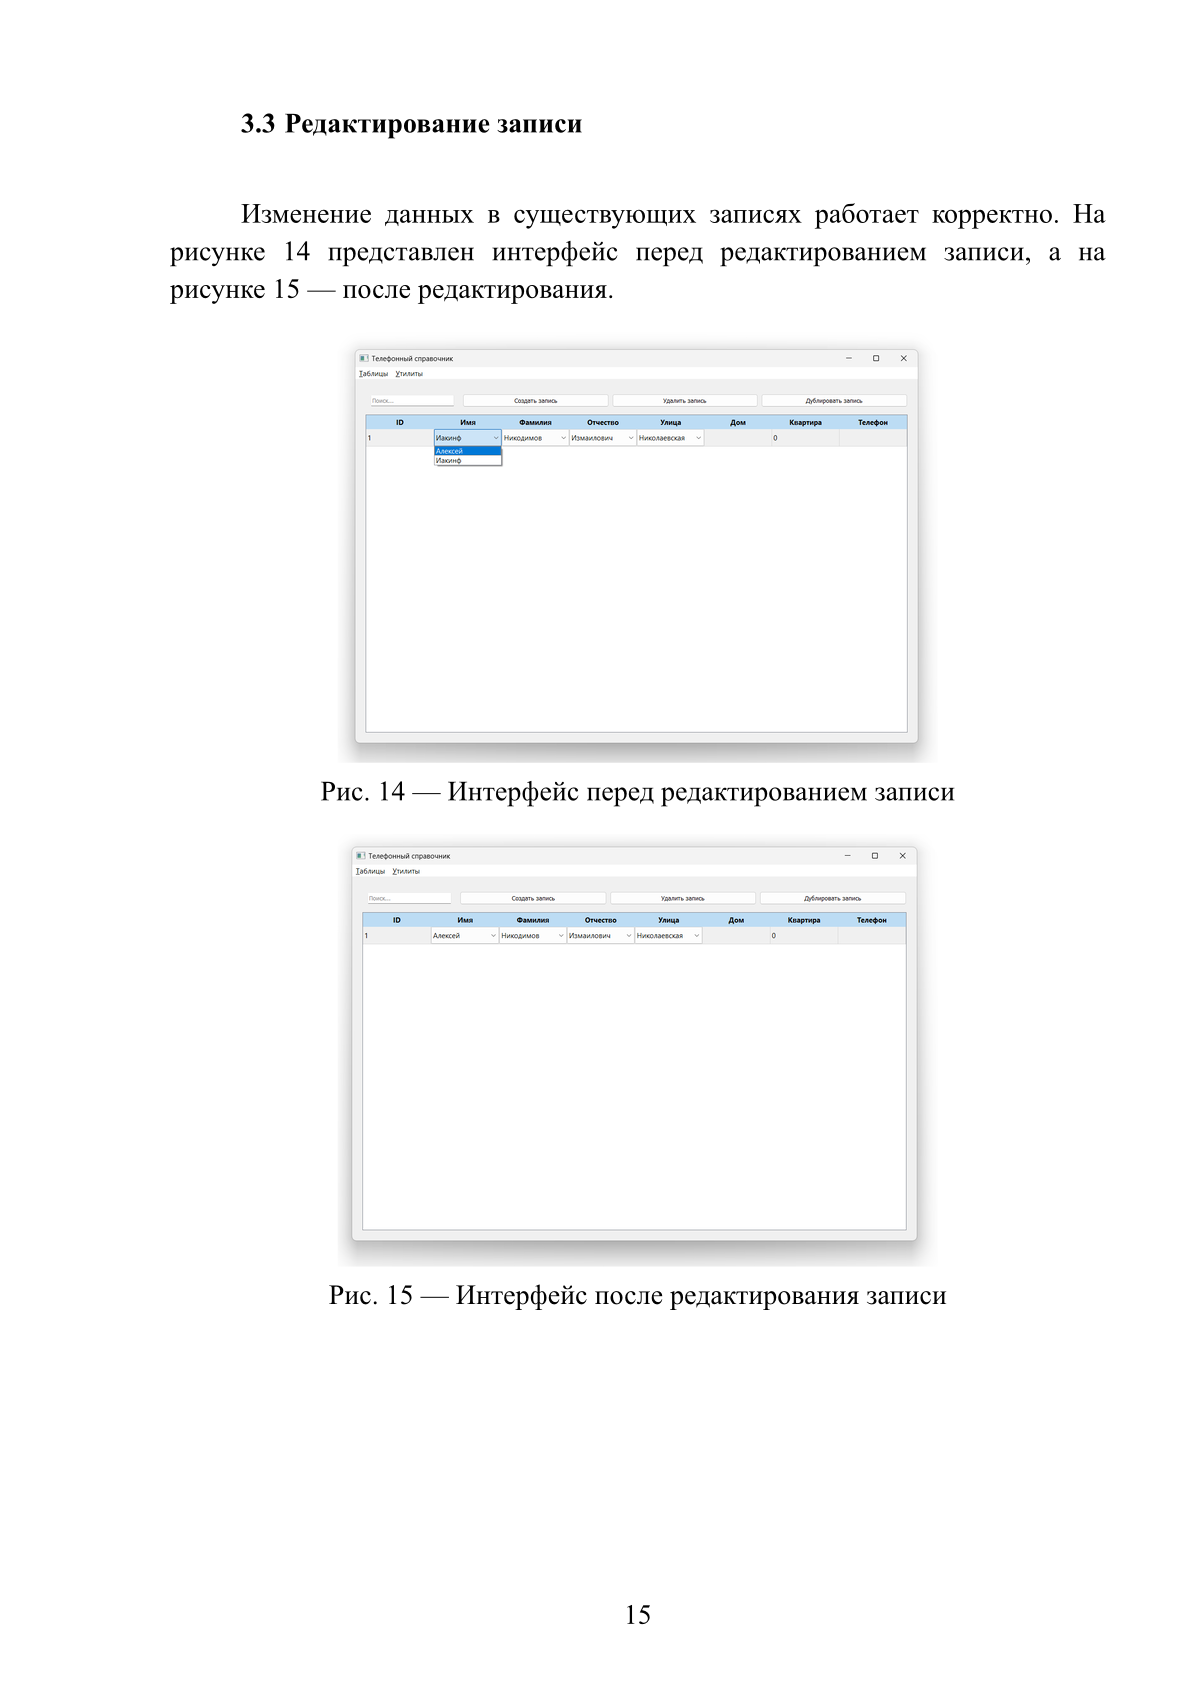 3.3 Редактирование записи
Изменение данных в существующих записях работает корректно. На
рисунке 14 представлен интерфейс перед редактированием записи, а на
рисунке 15 — после редактирования.
Телефонный справочник
Таблицы Утилиты
Поиск... Создать запись Удалить запись Дублировать запись
ID Имя Фамилия Отчество Улица Дом Квартира Телефон
1 Иакинф Никодимов Измаилович Николаевская 0
Алексей
Иакинф
Рис. 14 — Интерфейс перед редактированием записи
Телефонный справочник
Таблицы Утилиты
Поиск... Создать запись Удалить запись Дублировать запись
ID Имя Фамилия Отчество Улица Дом Квартира Телефон
1 Алексей Никодимов Измаилович Николаевская 0
Рис. 15 — Интерфейс после редактирования записи
15